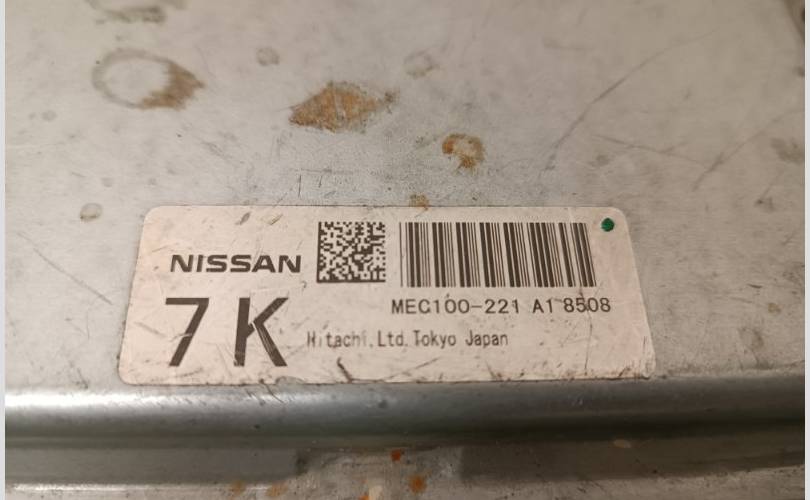 NISSAN
MEC100-221 A1 8508
7K
Hitachi,Ltd.Tokyo Japan